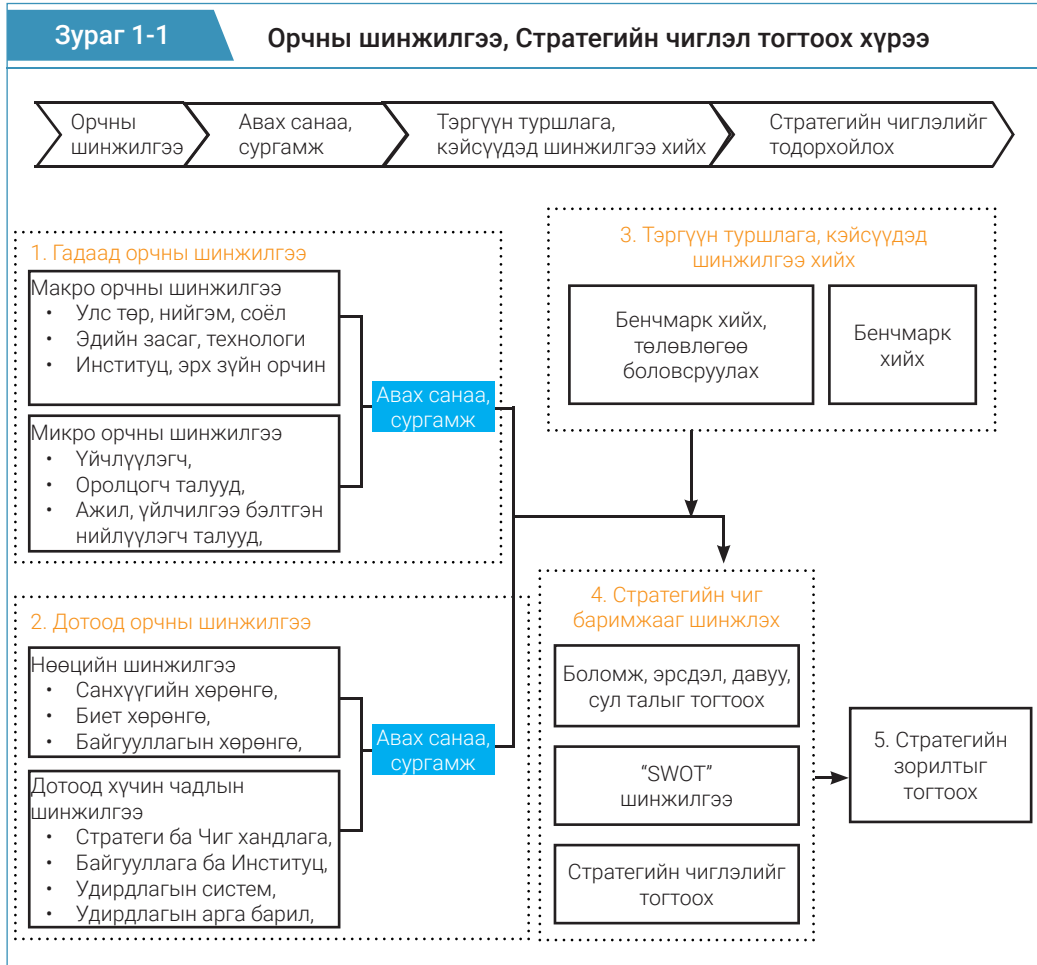 Зураг 1-1
Орчны шинжилгээ, Стратегийн чиглэл тогтоох хүрээ
Орчны
шинжилгээ
Авах санаа,
сургамж
Тэргүүн туршлага,
кэйсүүдэд шинжилгээ хийх
Стратегийн чиглэлийг
тодорхойлох
1. Гадаад орчны шинжилгээ
Макро орчны шинжилгээ
• Улс төр, нийгэм, соёл
• Эдийн засаг, технологи
• Институц, эрх зүйн орчин
Микро орчны шинжилгээ
• Үйчлүүлэгч,
• Оролцогч талууд,
• Ажил, үйлчилгээ бэлтгэн
нийлүүлэгч талууд,
Авах санаа,
сургамж
2. Дотоод орчны шинжилгээ
Нөөцийн шинжилгээ
• Санхүүгийн хөрөнгө,
• Биет хөрөнгө,
• Байгууллагын хөрөнгө,
Дотоод хүчин чадлын
шинжилгээ
• Стратеги ба Чиг хандлага,
• Байгууллага ба Институц,
• Удирдлагын систем,
• Удирдлагын арга барил,
Авах санаа,
сургамж
3. Тэргүүн туршлага, кэйсүүдэд
шинжилгээ хийх
Бенчмарк хийх,
төлөвлөгөө
боловсруулах
Бенчмарк
хийх
4. Стратегийн чиг
баримжааг шинжлэх
Боломж, эрсдэл, давуу,
сул талыг тогтоох
“SWOT”
шинжилгээ
Стратегийн чиглэлийг
тогтоох
5. Стратегийн
зорилтыг
тогтоох